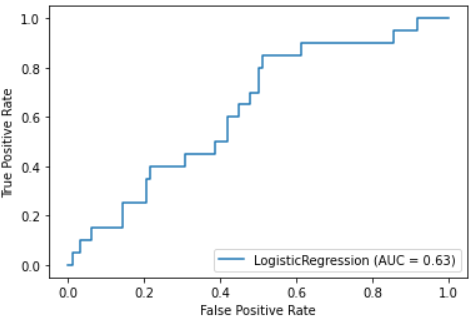 1.0
0.8
0.6
0.4
0.2
0.0
True Positive Rate
LogisticRegression (AUC = 0.63)
0.0 0.2 0.4 0.6 0.8 1.0
False Positive Rate